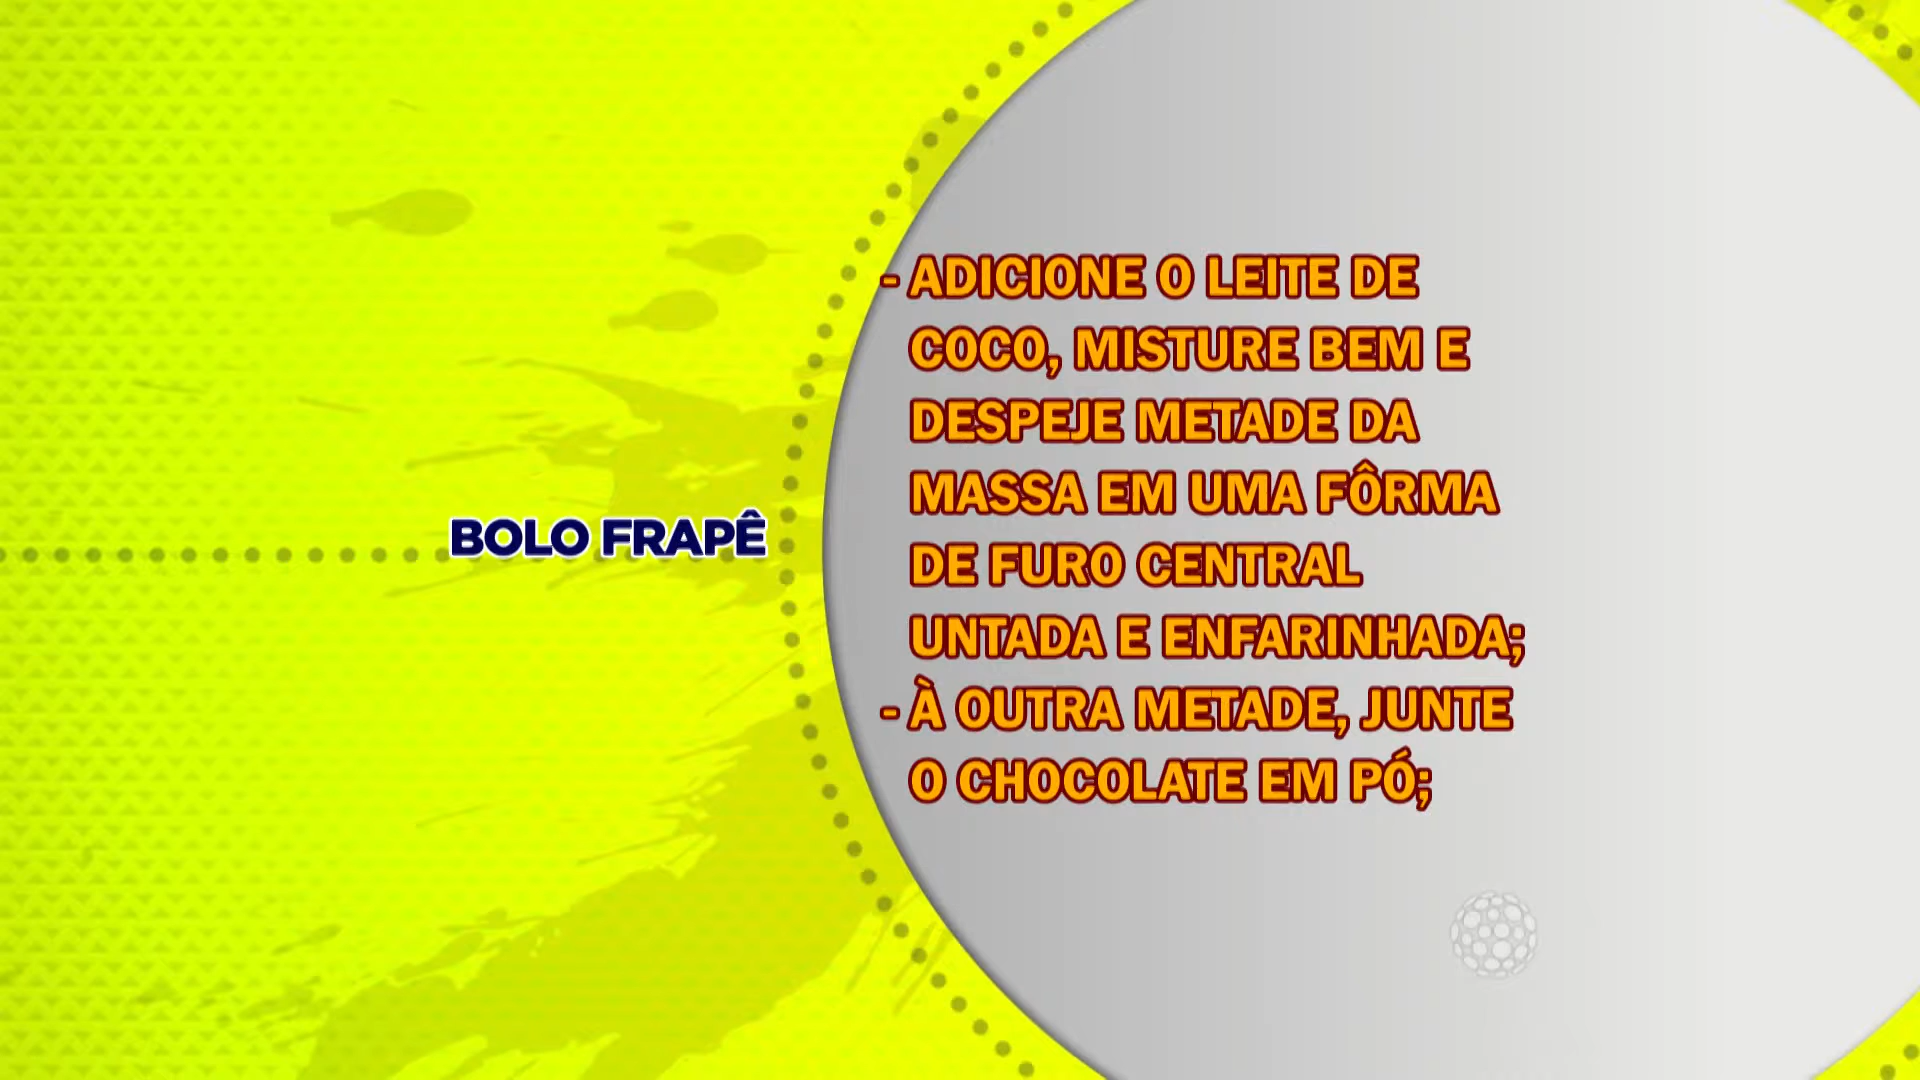 BOLO FRAPÊ
- ADICIONE O LEITE DE
COCO, MISTURE BEM E
DESPEJE METADE DA
MASSA EM UMA FÔRMA
DE FURO CENTRAL
UNTADA E ENFARINHADA;
- À OUTRA METADE, JUNTE
O CHOCOLATE EM PÓ;